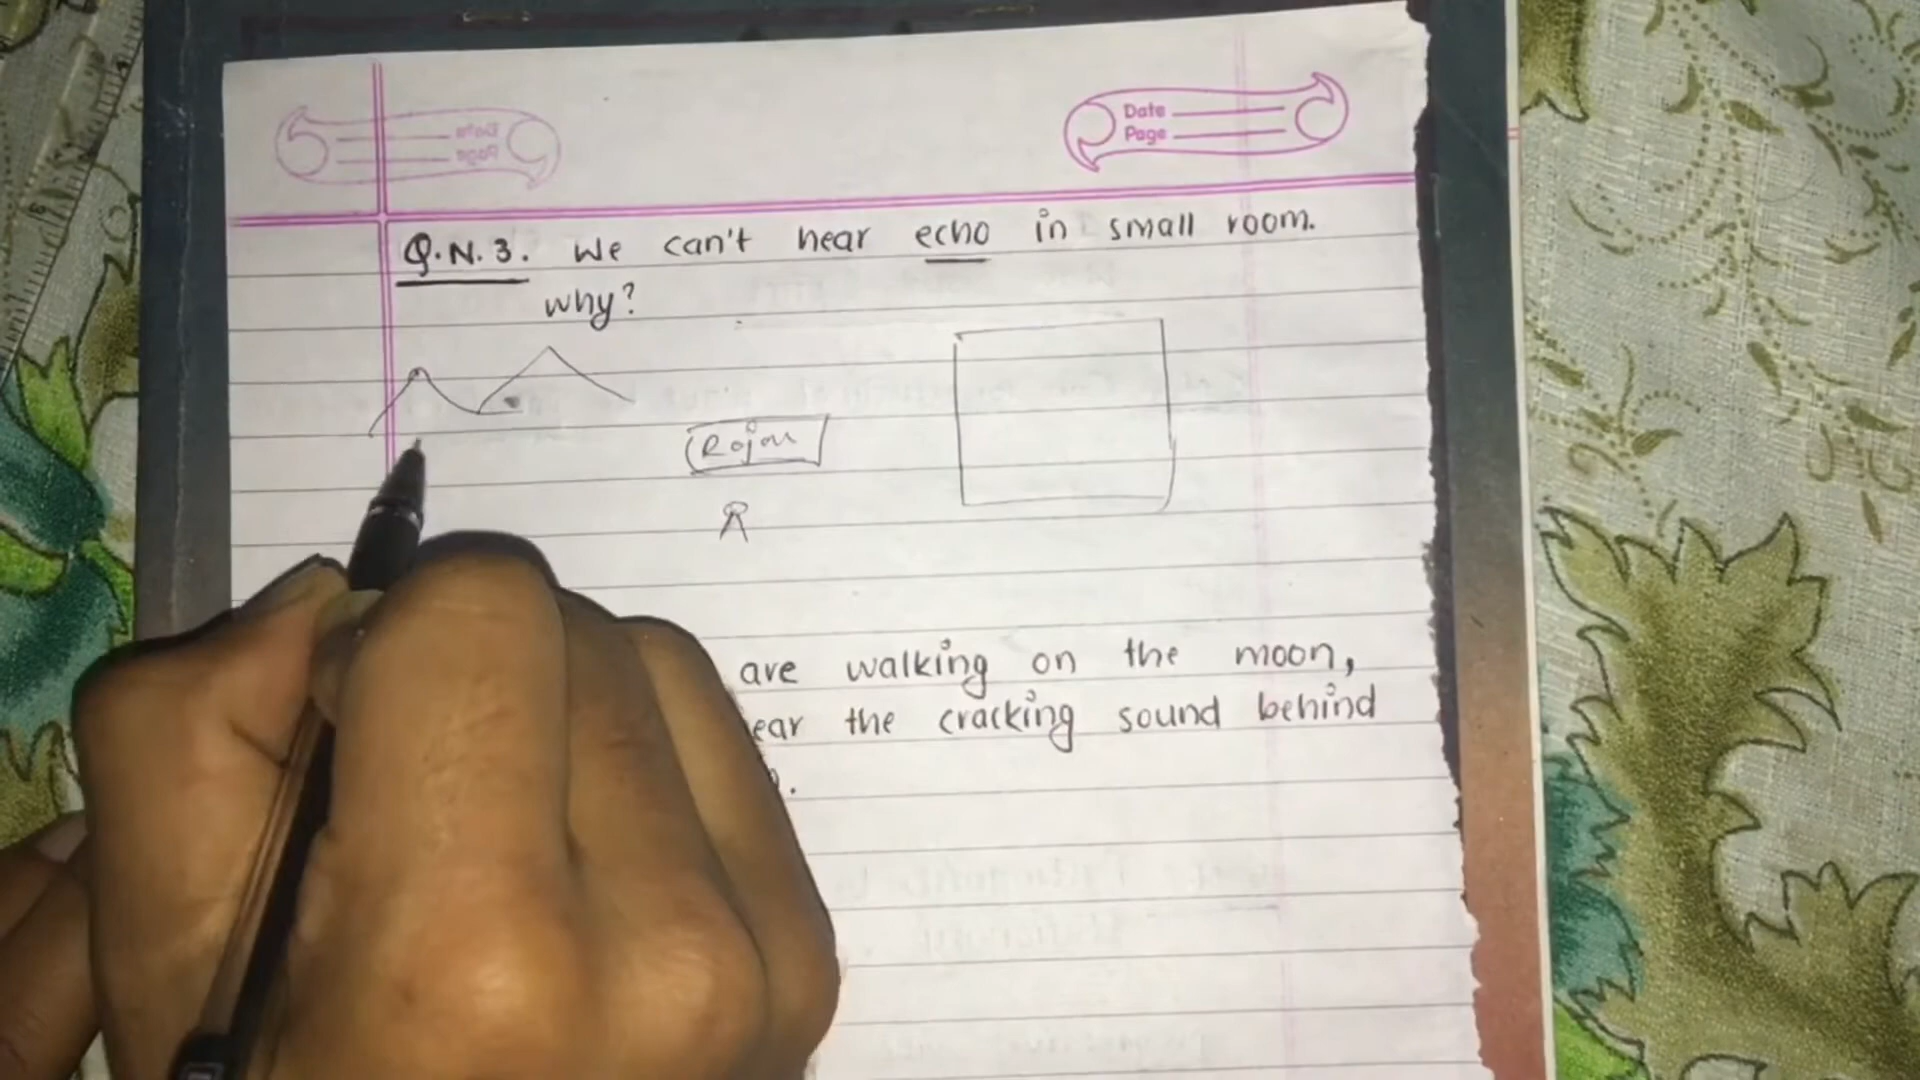 Date
Page
Q.N.3. We can't hear echo in small room.
why?
Rajan
are walking on the moon,
ear the cracking sound behind